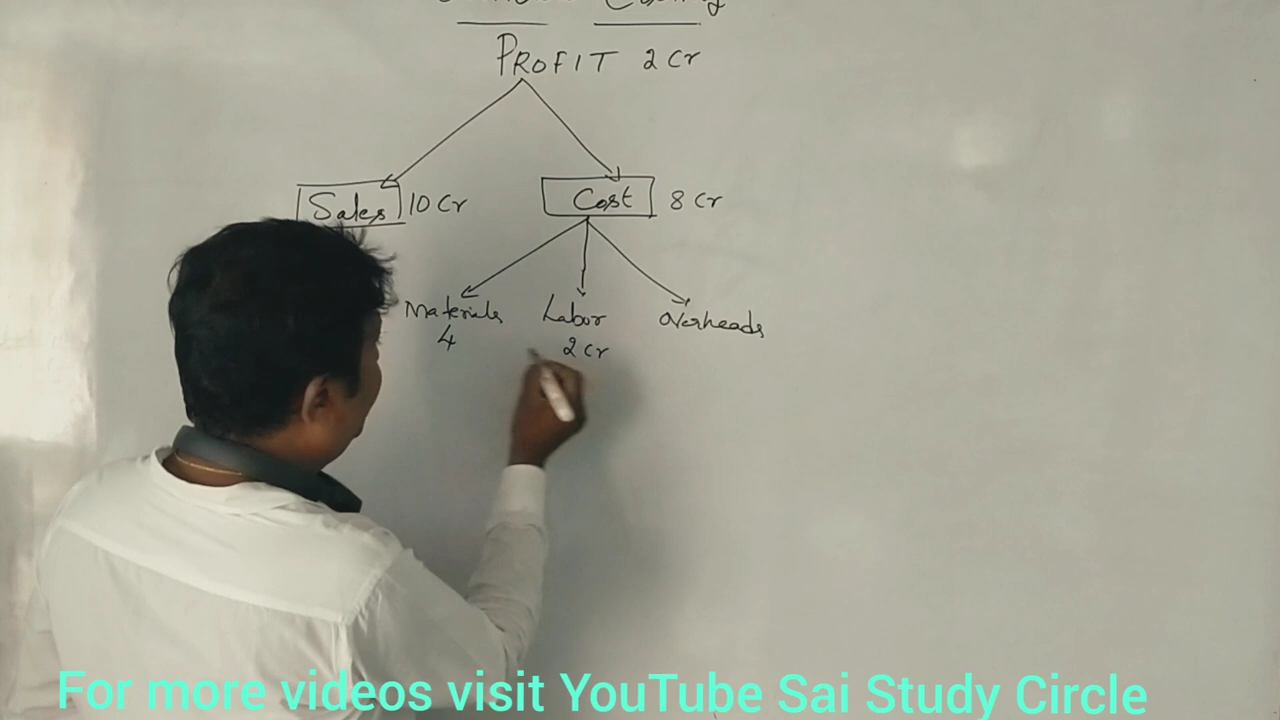 PROFIT 2 Cr
Sales 10 Cr
Cost 8 Cr
Materials
Labor
Overheads
4
2 Cr
For more videos visit YouTube Sai Study Circle